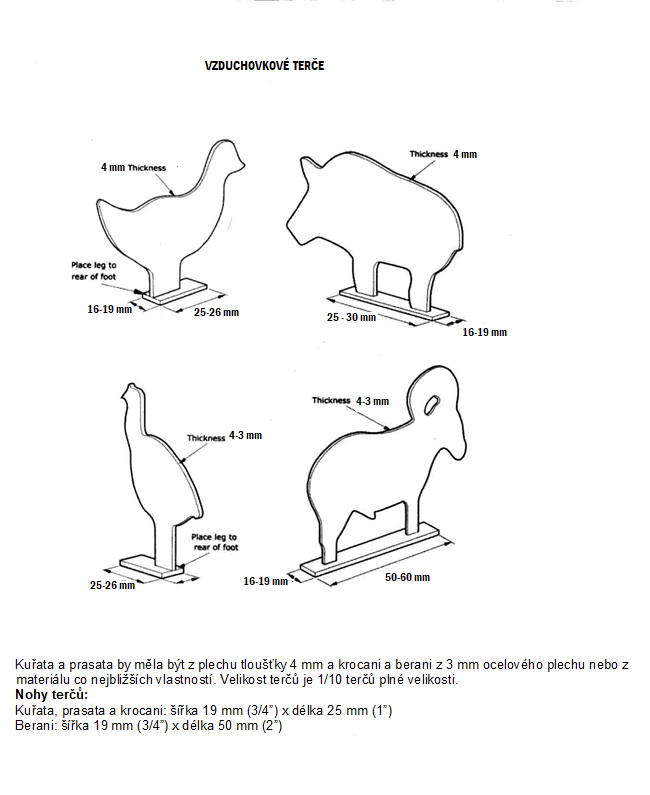 VZDUCHOVKOVÉ TERČE
4 mm Thickness
Thickness 4 mm
Place leg to
rear of foot
16-19 mm
25-26 mm
25 - 30 mm
16-19 mm
Thickness 4-3 mm
Thickness 4-3 mm
Place leg to
rear of foot
25-26 mm
16-19 mm
50-60 mm
Kuřata a prasata by měla být z plechu tloušťky 4 mm a krocani a berani z 3 mm ocelového plechu nebo z
materiálu co nejbližších vlastností. Velikost terčů je 1/10 terčů plné velikosti.
Nohy terčů:
Kuřata, prasata a krocani: šířka 19 mm (3/4”) x délka 25 mm (1”)
Berani: šířka 19 mm (3/4”) x délka 50 mm (2”)